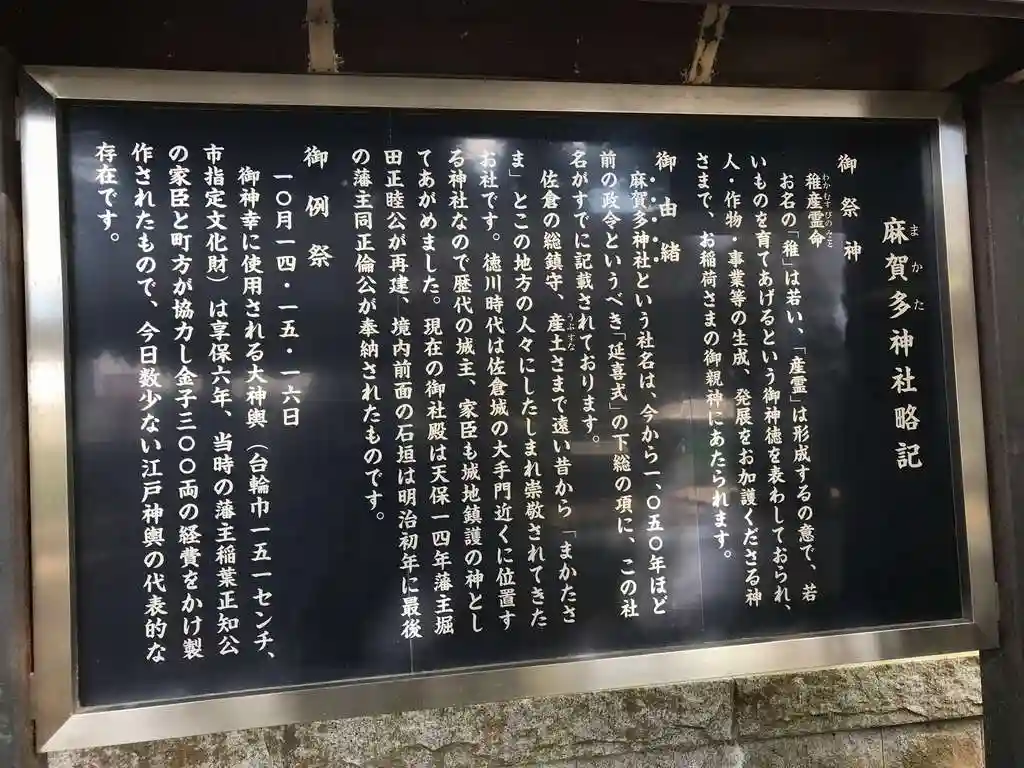 麻賀多神社略記
まかた
御祭神
稚産霊命
わかむすびのみこと
お名の「稚」は若い、「産霊」は形成するの意で、若
いものを育てあげるという御神徳を表わしておられ、
人・作物・事業等の生成、発展をお加護くださる神
さまで、お稲荷さまの御親神にあたられます。
御由緒
麻賀多神社という社名は、今から一、〇五〇年ほど
前の政令というべき「延喜式」の下総の項に、この社
名がすでに記載されております。
佐倉の総鎮守、産土さまで遠い昔から「まかたさ
うぶすな
ま」とこの地方の人々にしたしまれ崇敬されてきた
お社です。徳川時代は佐倉城の大手門近くに位置す
る神社なので歴代の城主、家臣も城地鎮護の神とし
てあがめました。現在の御社殿は天保一四年藩主堀
田正睦公が再建、境内前面の石垣は明治初年に最後
の藩主同正倫公が奉納されたものです。
御例祭
一〇月一四・一五・一六日
御神幸に使用される大神輿（台輪巾一五一センチ、
市指定文化財）は享保六年、当時の藩主稲葉正知公
の家臣と町方が協力し金子三〇〇両の経費をかけ製
作されたもので、今日数少ない江戸神輿の代表的な
存在です。